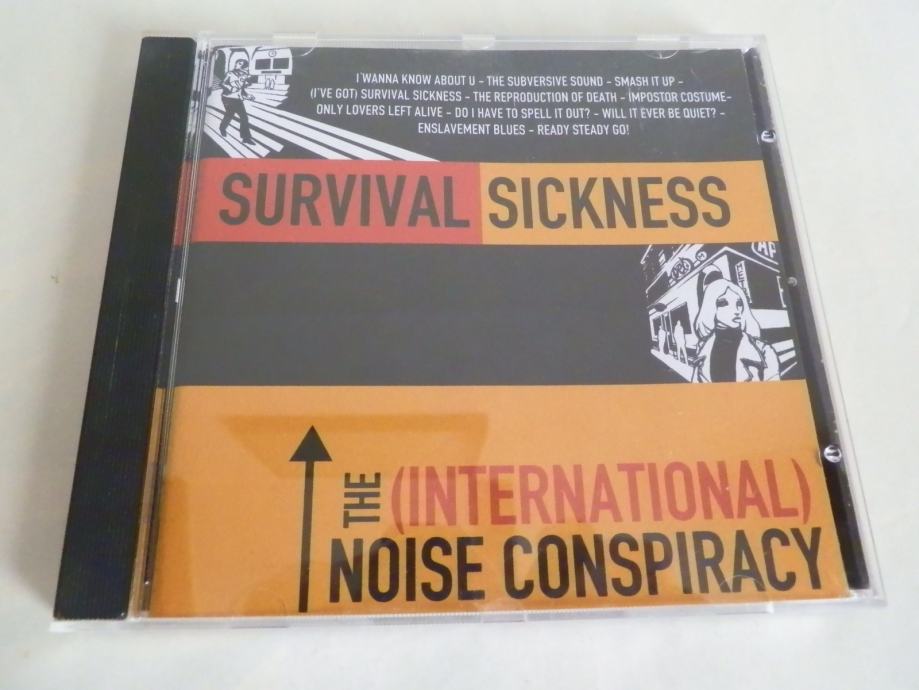 I WANNA KNOW ABOUT U - THE SUBVERSIVE SOUND - SMASH IT UP -
(I'VE GOT) SURVIVAL SICKNESS - THE REPRODUCTION OF DEATH - IMPOSTOR COSTUME-
ONLY LOVERS LEFT ALIVE - DO I HAVE TO SPELL IT OUT? - WILL IT EVER BE QUIET? -
ENSLAVEMENT BLUES - READY STEADY GO!
SURVIVAL SICKNESS
THE (INTERNATIONAL)
NOISE CONSPIRACY